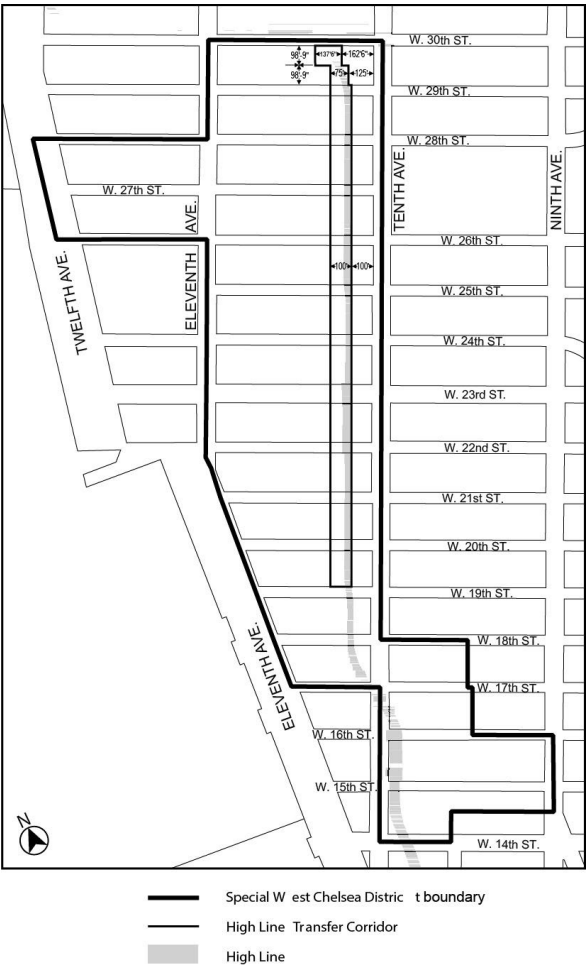 W. 30th ST.
98'-9"
137'6"
162'6"
98'-9"
75'
125'
W. 29th ST.
W. 28th ST.
TENTH AVE.
NINTH AVE.
W. 27th ST.
AVE.
ELEVENTH
W. 26th ST.
TWELFTH AVE.
100'
100'
W. 25th ST.
W. 24th ST.
W. 23rd ST.
W. 22nd ST.
W. 21st ST.
W. 20th ST.
W. 19th ST.
ELEVENTH AVE.
W. 18th ST.
W. 17th ST.
W. 16th ST.
W. 15th ST.
N
W. 14th ST.
Special W est Chelsea Distric t boundary
High Line Transfer Corridor
High Line